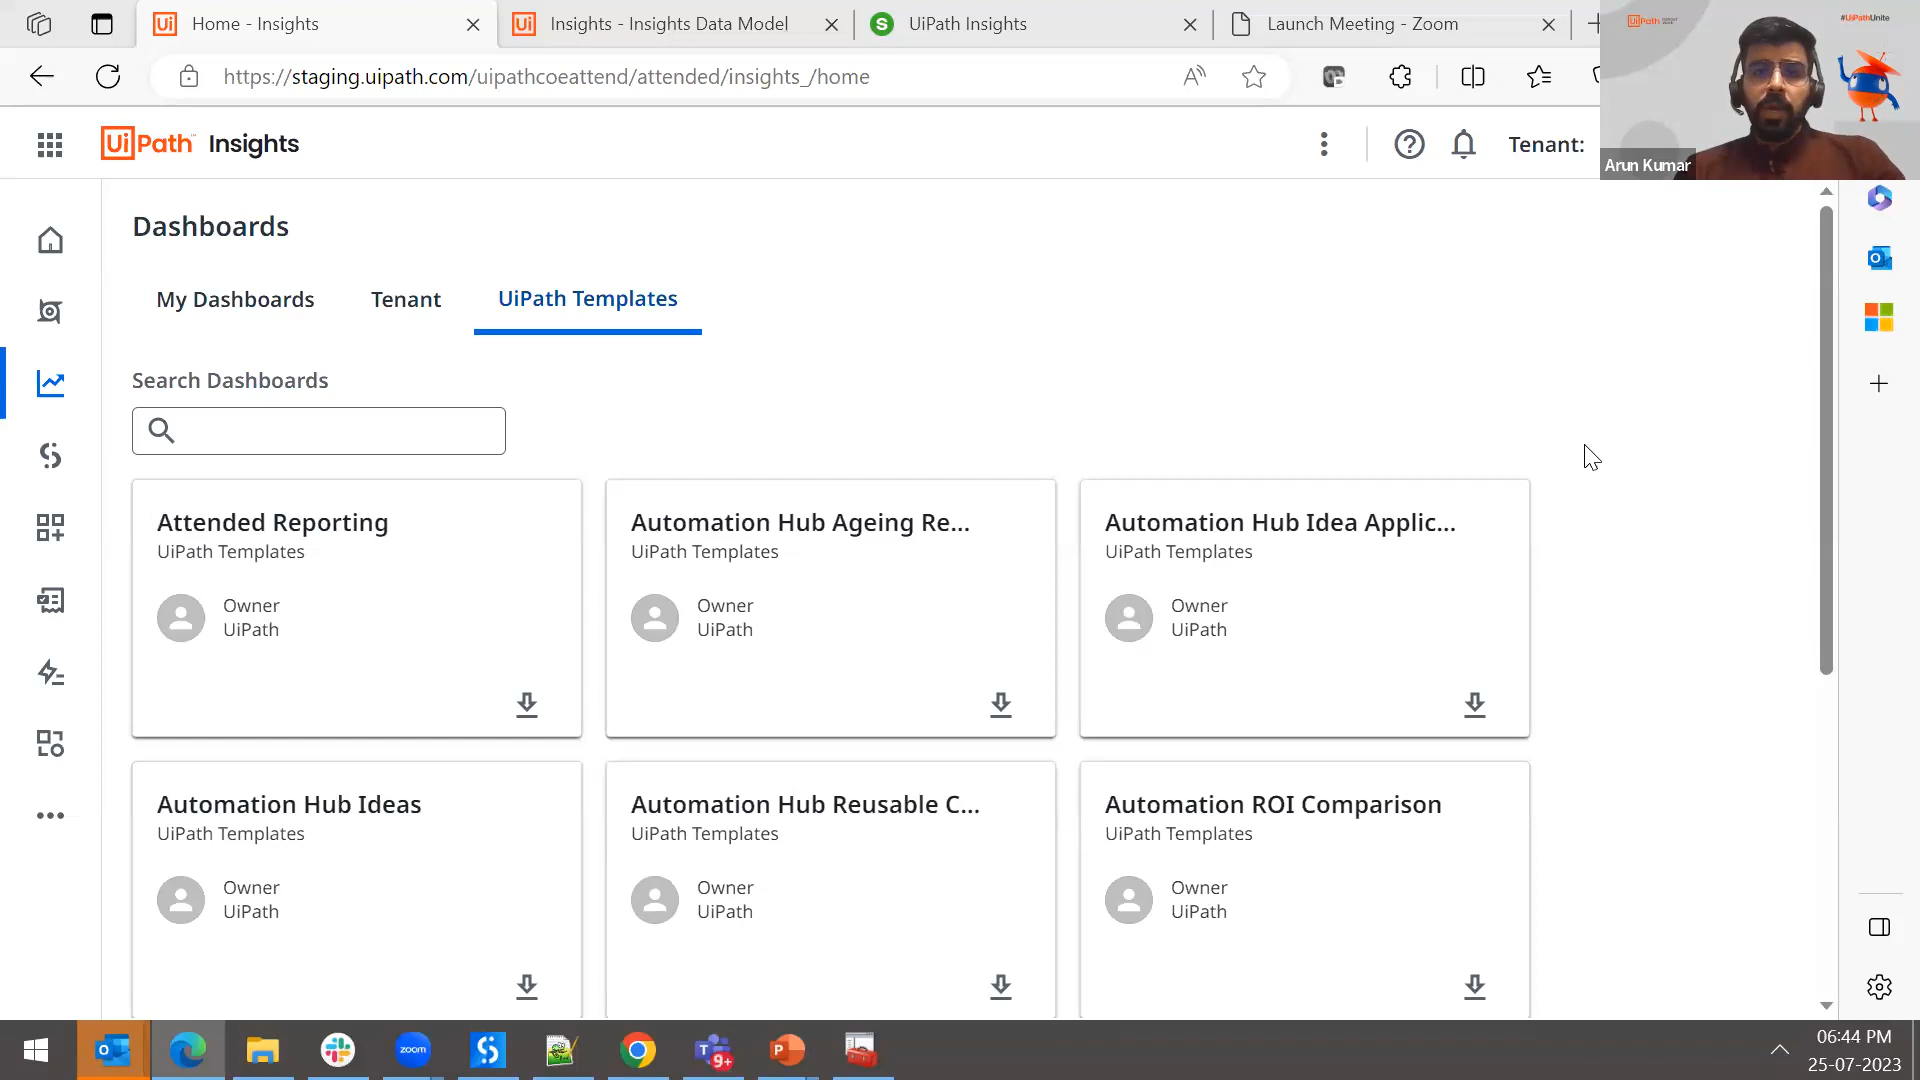 Home - Insights
Insights - Insights Data Model
UiPath Insights
Launch Meeting - Zoom
https://staging.uipath.com/uipathcoeattend/attended/insights_/home
UiPath Insights
Tenant:
#UiPathUnite
Arun Kumar
Dashboards
My Dashboards
Tenant
UiPath Templates
Search Dashboards
Attended Reporting
UiPath Templates
Owner
UiPath
Automation Hub Ageing Re...
UiPath Templates
Owner
UiPath
Automation Hub Idea Applic...
UiPath Templates
Owner
UiPath
Automation Hub Ideas
UiPath Templates
Owner
UiPath
Automation Hub Reusable C...
UiPath Templates
Owner
UiPath
Automation ROI Comparison
UiPath Templates
Owner
UiPath
zoom
9+
06:44 PM
25-07-2023